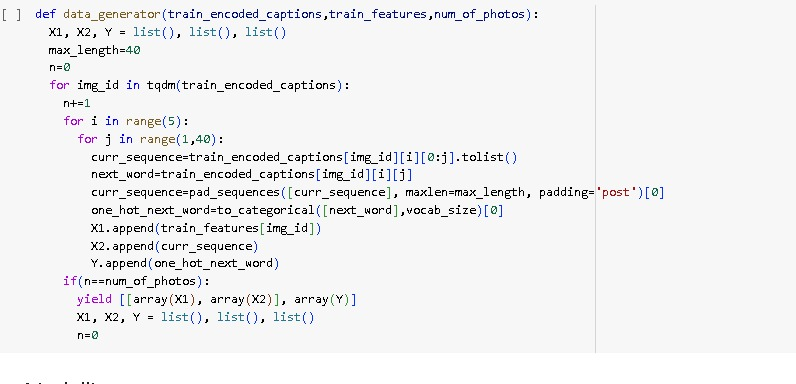 [ ] def data_generator(train_encoded_captions,train_features,num_of_photos):
X1, X2, Y = list(), list(), list()
max_length=40
n=0
for img_id in tqdm(train_encoded_captions):
n+=1
for i in range(5):
for j in range(1,40):
curr_sequence=train_encoded_captions[img_id][i][0:j].tolist()
next_word=train_encoded_captions[img_id][i][j]
curr_sequence=pad_sequences([curr_sequence], maxlen=max_length, padding='post')[0]
one_hot_next_word=to_categorical([next_word],vocab_size)[0]
X1.append(train_features[img_id])
X2.append(curr_sequence)
Y.append(one_hot_next_word)
if(n==num_of_photos):
yield [[array(X1), array(X2)], array(Y)]
X1, X2, Y = list(), list(), list()
n=0